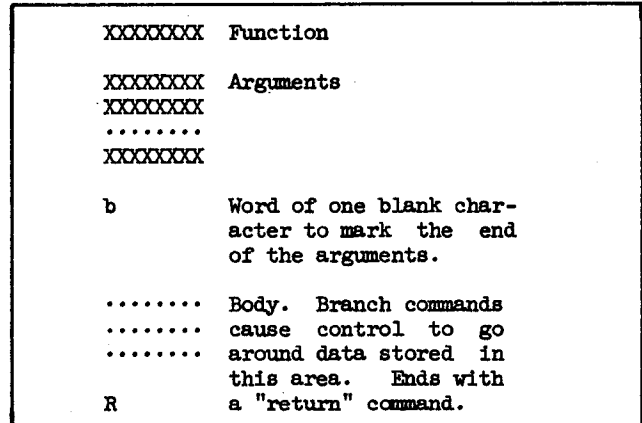 XXXXXXXX Function
XXXXXXXX Arguments
XXXXXXXX
........
XXXXXXXX
b Word of one blank char-
acter to mark the end
of the arguments.
........ Body. Branch commands
........ cause control to go
........ around data stored in
this area. Ends with
R a "return" command.